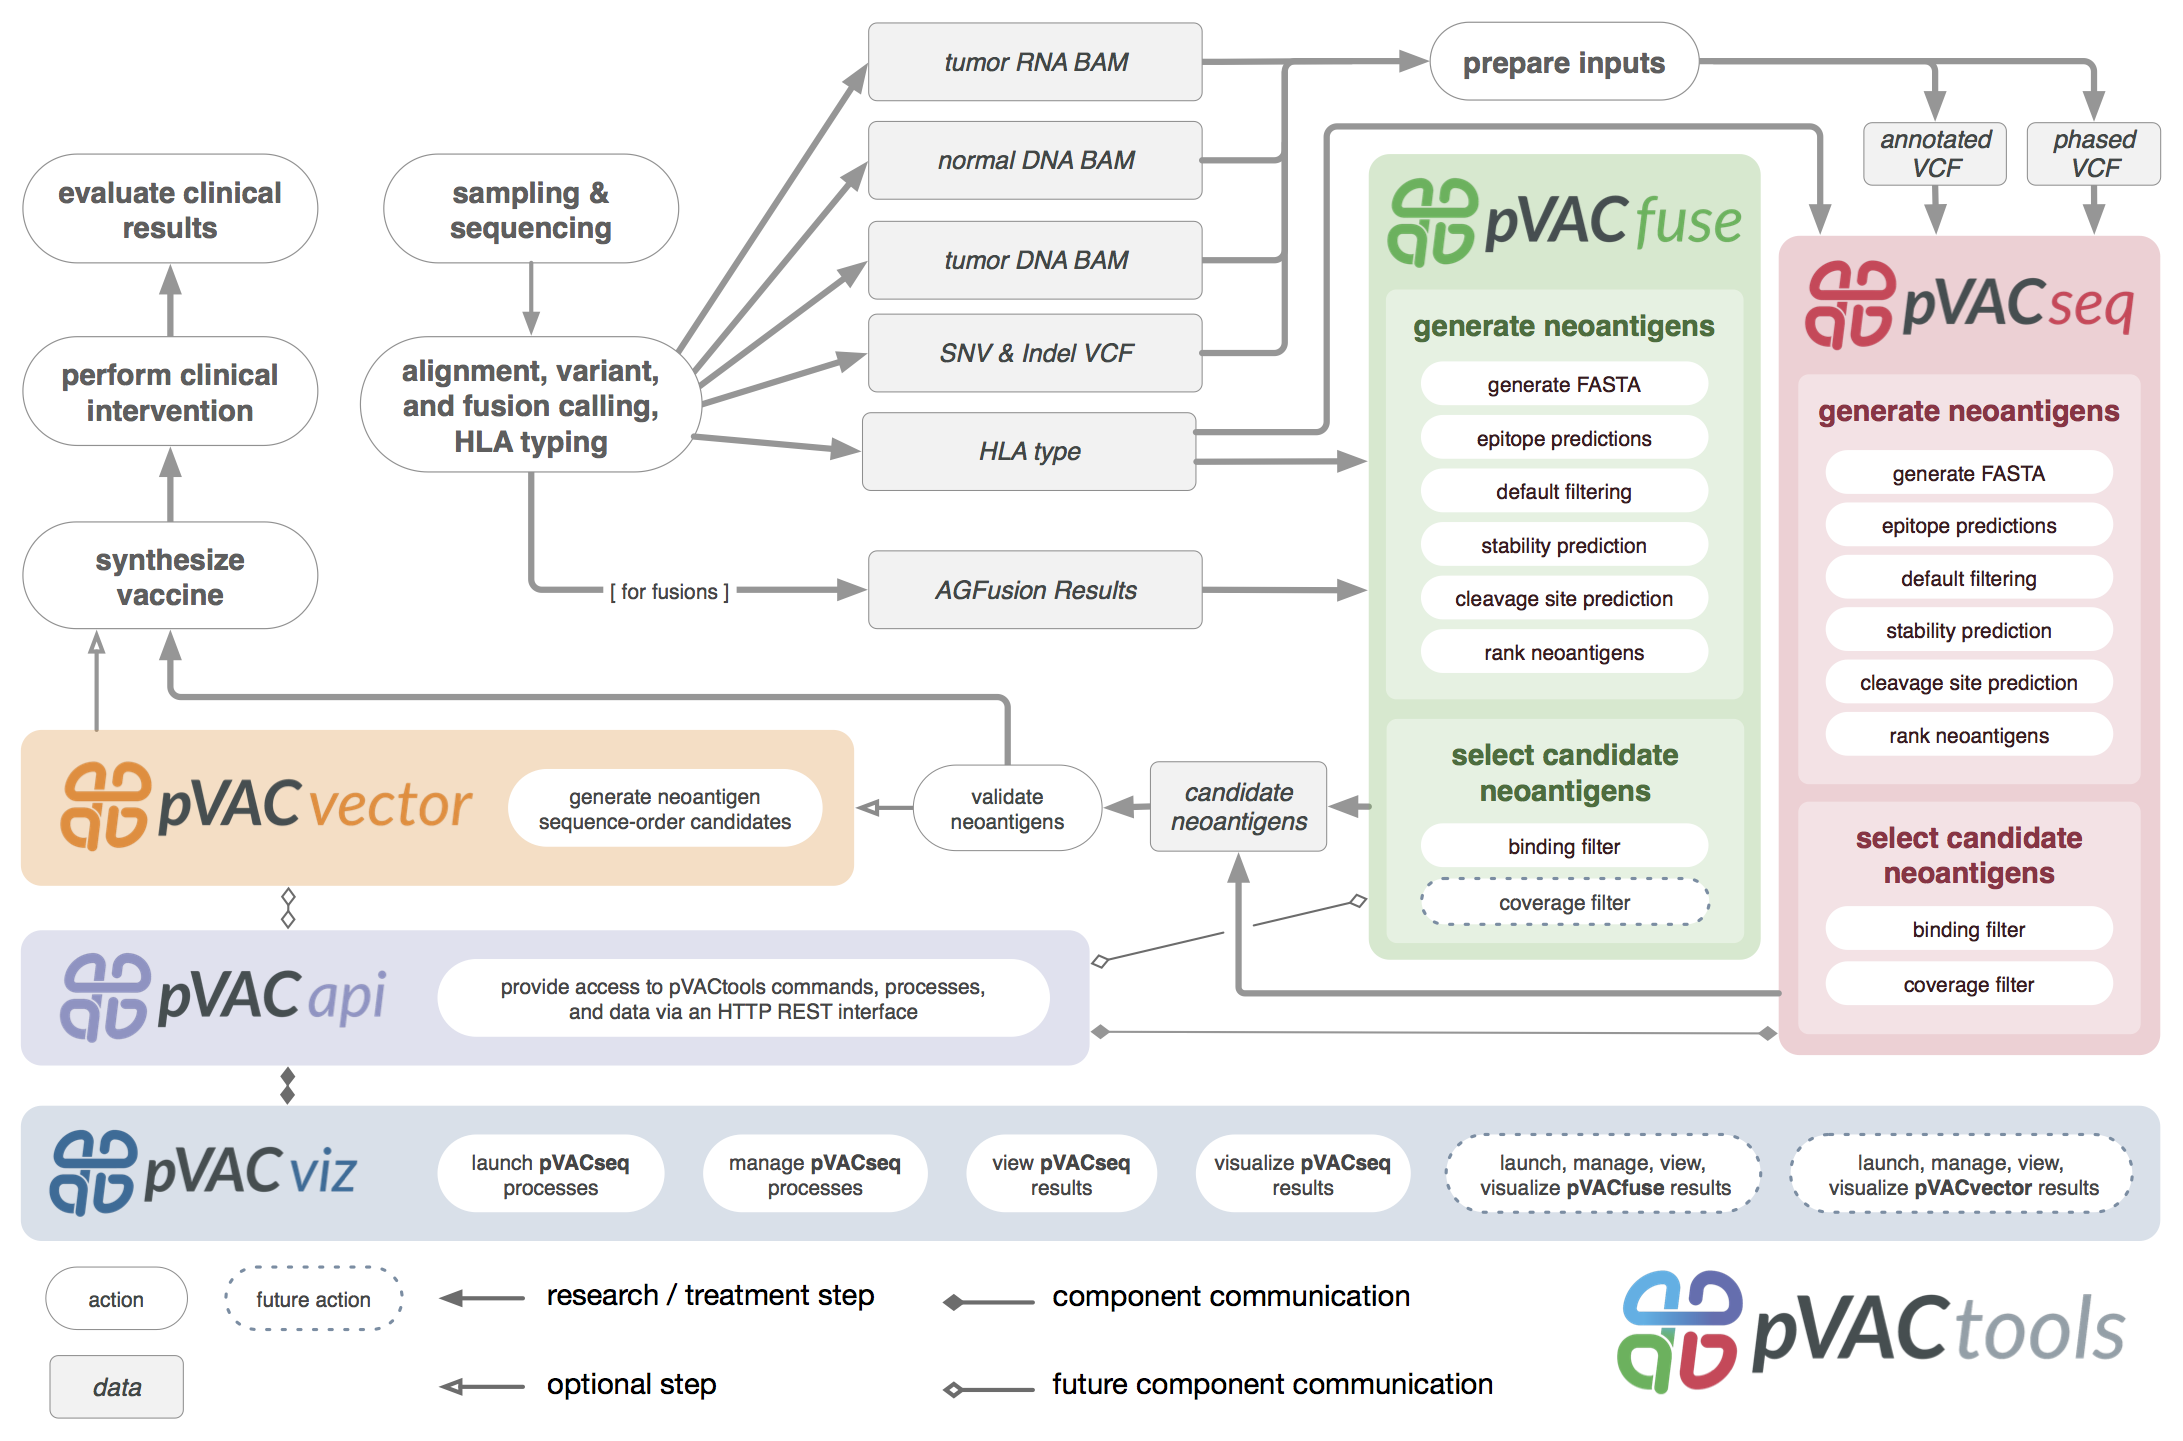 tumor RNA BAM
normal DNA BAM
tumor DNA BAM
SNV & Indel VCF
HLA type
[ for fusions ]
AGFusion Results
prepare inputs
annotated
VCF
phased
VCF
evaluate clinical
results
perform clinical
intervention
synthesize
vaccine
sampling &
sequencing
alignment, variant,
and fusion calling,
HLA typing
pVACfuse
generate neoantigens
generate FASTA
epitope predictions
default filtering
stability prediction
cleavage site prediction
rank neoantigens
select candidate
neoantigens
binding filter
coverage filter
pVACseq
generate neoantigens
generate FASTA
epitope predictions
default filtering
stability prediction
cleavage site prediction
rank neoantigens
select candidate
neoantigens
binding filter
coverage filter
candidate
neoantigens
validate
neoantigens
pVACvector
generate neoantigen
sequence-order candidates
pVACapi
provide access to pVACtools commands, processes,
and data via an HTTP REST interface
pVACviz
launch pVACseq
processes
manage pVACseq
processes
view pVACseq
results
visualize pVACseq
results
launch, manage, view,
visualize pVACfuse results
launch, manage, view,
visualize pVACvector results
action
future action
data
research / treatment step
optional step
component communication
future component communication
pVACtools